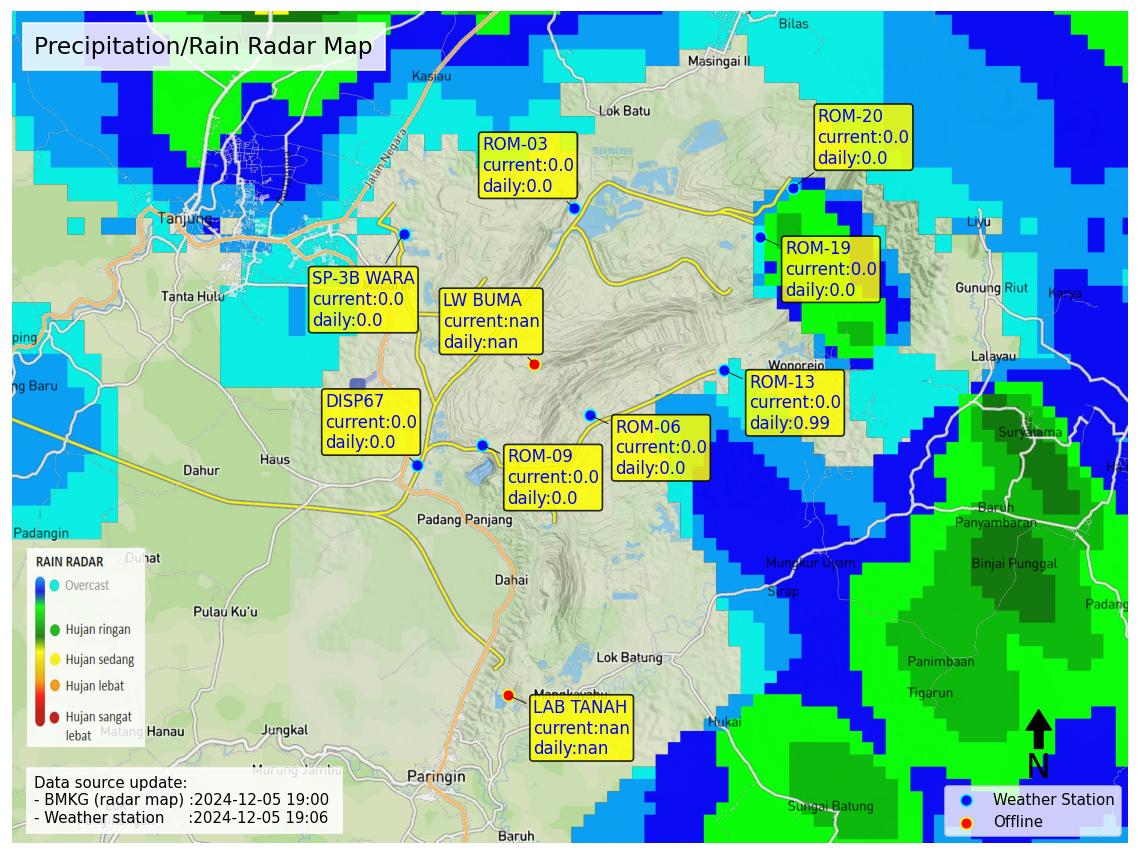 Precipitation/Rain Radar Map
Bilas
Masingai II
Kasiau
Lok Batu
Jalan Negara
ROM-20
current:0.0
daily:0.0
ROM-03
current:0.0
daily:0.0
Tanjung
Liyu
ROM-19
current:0.0
daily:0.0
SP-3B WARA
current:0.0
daily:0.0
Tanta Hulu
LW BUMA
current:nan
daily:nan
Gunung Riut
Karya
ping
Lalayau
Wonorejo
ng Baru
ROM-13
current:0.0
daily:0.99
DISP67
current:0.0
daily:0.0
ROM-06
current:0.0
daily:0.0
Suryatama
Ha
Haus
Dahur
ROM-09
current:0.0
daily:0.0
Baruh
Panyambaran
Padang Panjang
Padangin
Duhat
Mungkur Uyam
Binjai Punggal
Dahai
Sirap
Padang
Pulau Ku'u
RAIN RADAR
Overcast
Hujan ringan
Hujan sedang
Hujan lebat
Hujan sangat
lebat
Lok Batung
Panimbaan
Tigarun
Mangkayahu
LAB TANAH
current:nan
daily:nan
Hukai
Matang Hanau
Jungkal
Murung Jambu
Paringin
N
Sungai Batung
Baruh
Data source update:
- BMKG (radar map) :2024-12-05 19:00
- Weather station :2024-12-05 19:06
Weather Station
Offline